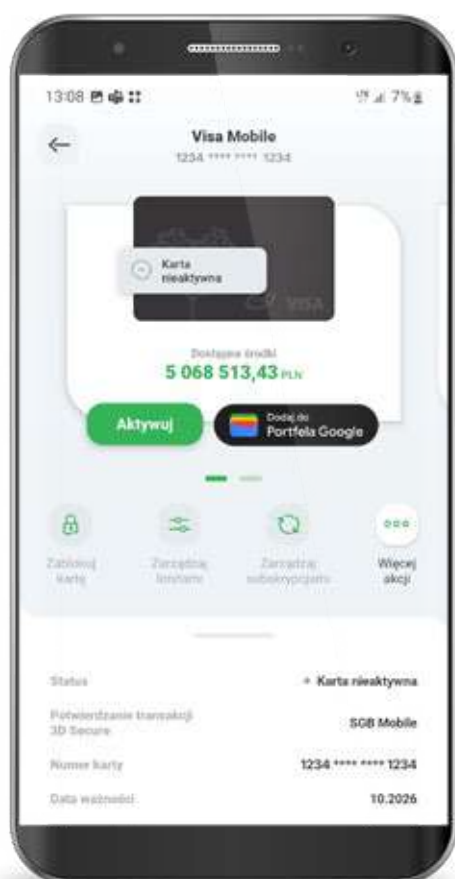 13:08
LTE 7%
Visa Mobile
1234 **** **** 1234
Karta
nieaktywna
VISA
Dostępne środki
5 068 513,43 PLN
Aktywuj
Dodaj do
Portfela Google
Zablokuj
kartę
Zarządzaj
limitami
Zarządzaj
subskrypcjami
Więcej
akcji
Status
Karta nieaktywna
Potwierdzanie transakcji
3D Secure
SGB Mobile
Numer karty
1234 **** **** 1234
Data ważności
10.2026